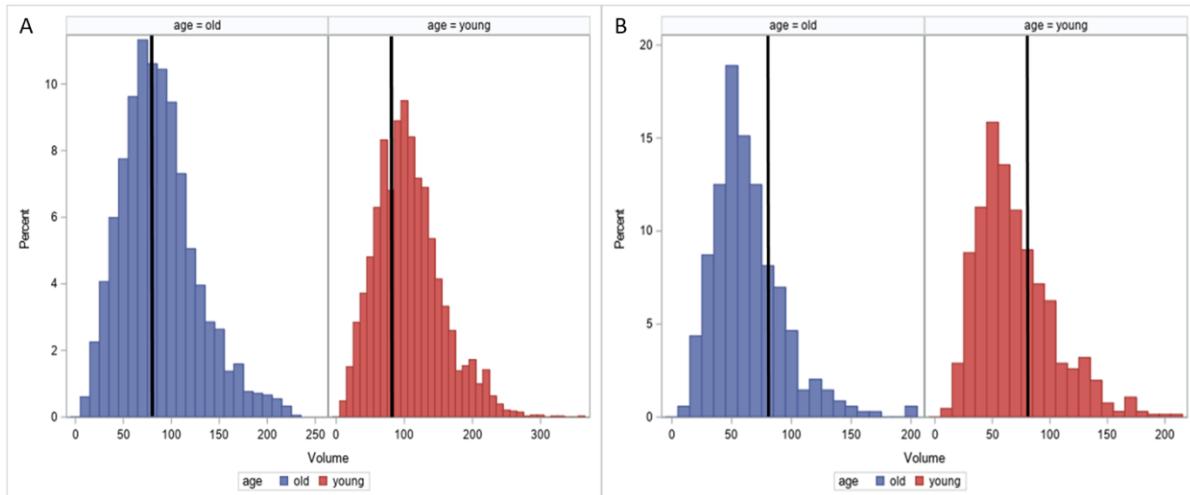 A
age = old
age = young
Percent
10
8
6
4
2
0
0 50 100 150 200 250
0 100 200 300
Volume
age old young
B
age = old
age = young
Percent
20
15
10
5
0
0 50 100 150 200
0 50 100 150 200
Volume
age old young